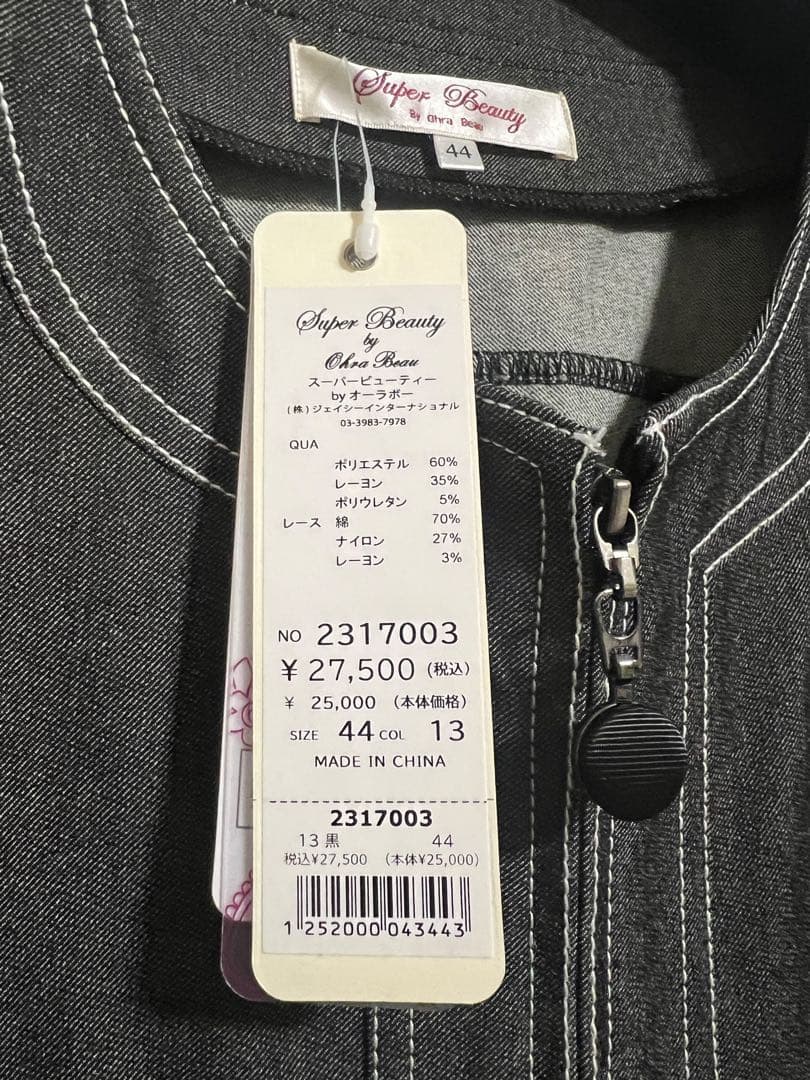 Super Beauty
By Ohra Beau
44
Super Beauty
by
Ohra Beau
スーパービューティー
by オーラボー
(株)ジェイシーインターナショナル
03-3983-7978
QUA
ポリエステル 60%
レーヨン 35%
ポリウレタン 5%
レース 綿 70%
ナイロン 27%
レーヨン 3%
NO 2317003
¥ 27,500 (税込)
¥ 25,000 (本体価格)
SIZE 44 COL 13
MADE IN CHINA
2317003
13 黒 44
税込¥27,500 (本体¥25,000)
1 252000 043443